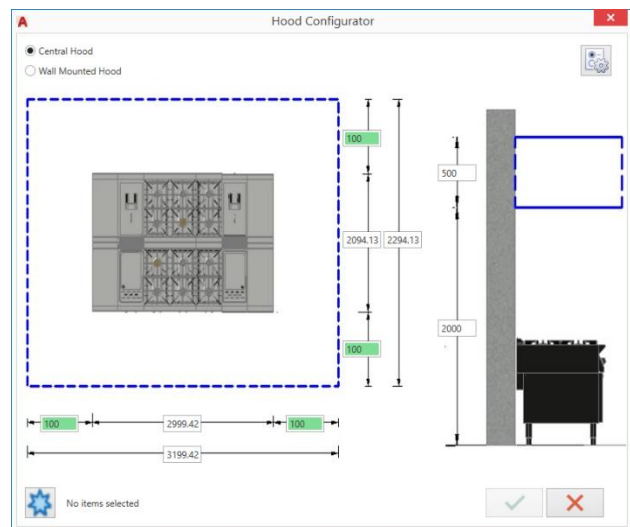 Hood Configurator
Central Hood
Wall Mounted Hood
100
500
2094.13
2294.13
2000
100
100
2999.42
100
3199.42
No items selected